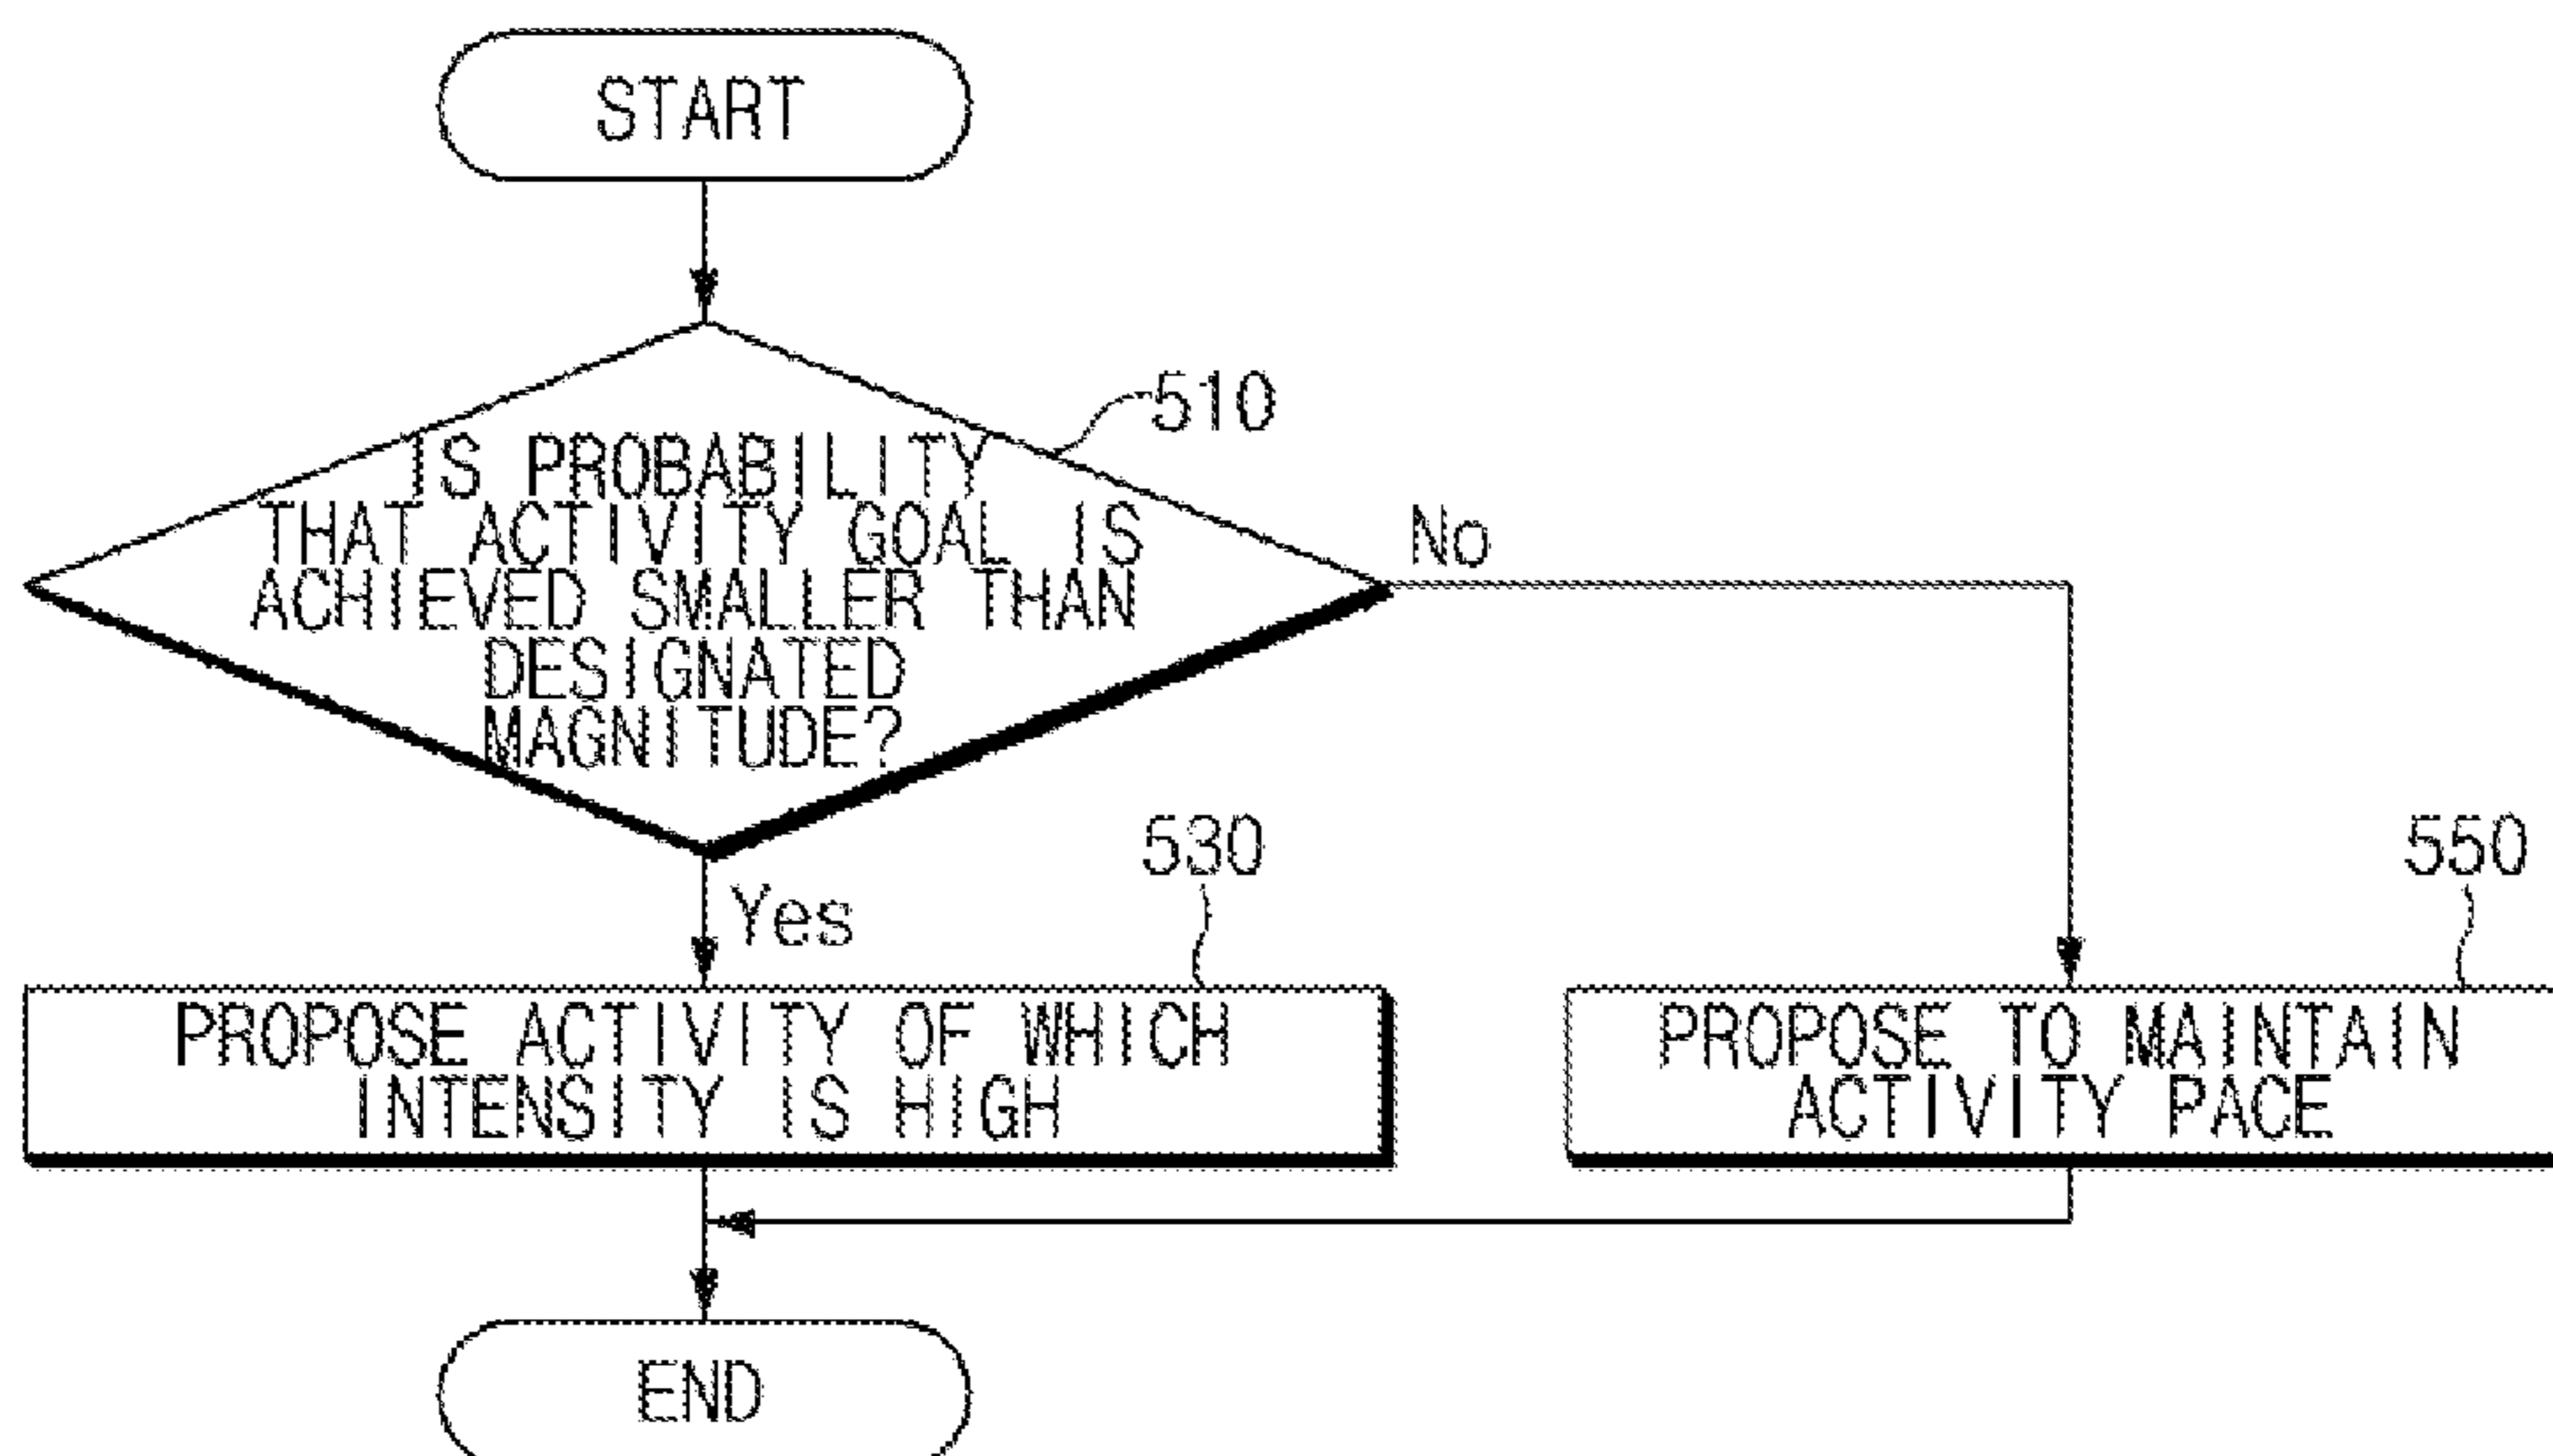 START
510
IS PROBABILITY
THAT ACTIVITY GOAL IS
ACHIEVED SMALLER THAN
DESIGNATED
MAGNITUDE?
No
Yes
530
550
PROPOSE ACTIVITY OF WHICH
INTENSITY IS HIGH
PROPOSE TO MAINTAIN
ACTIVITY PACE
END